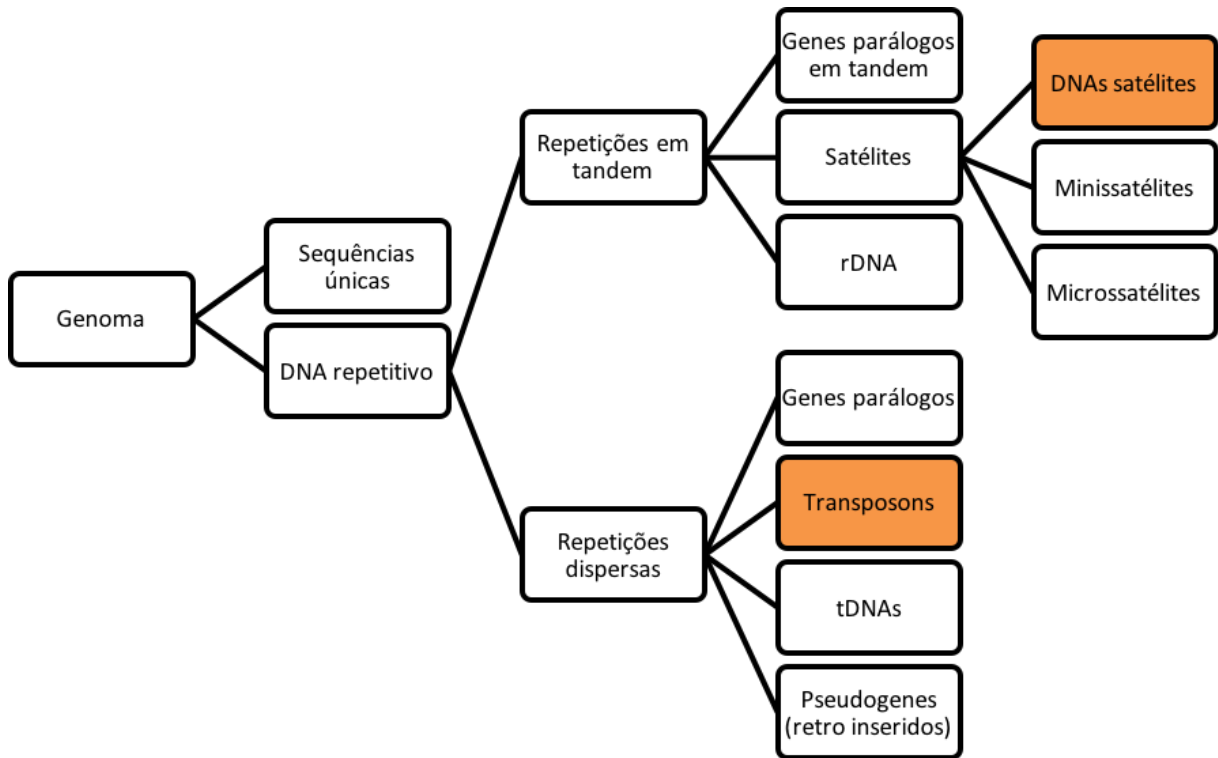 Genoma
Sequências
únicas
DNA repetitivo
Repetições em
tandem
Repetições
dispersas
Genes parálogos
em tandem
Satélites
rDNA
Genes parálogos
Transposons
tDNAs
Pseudogenes
(retro inseridos)
DNAs satélites
Minissatélites
Microssatélites